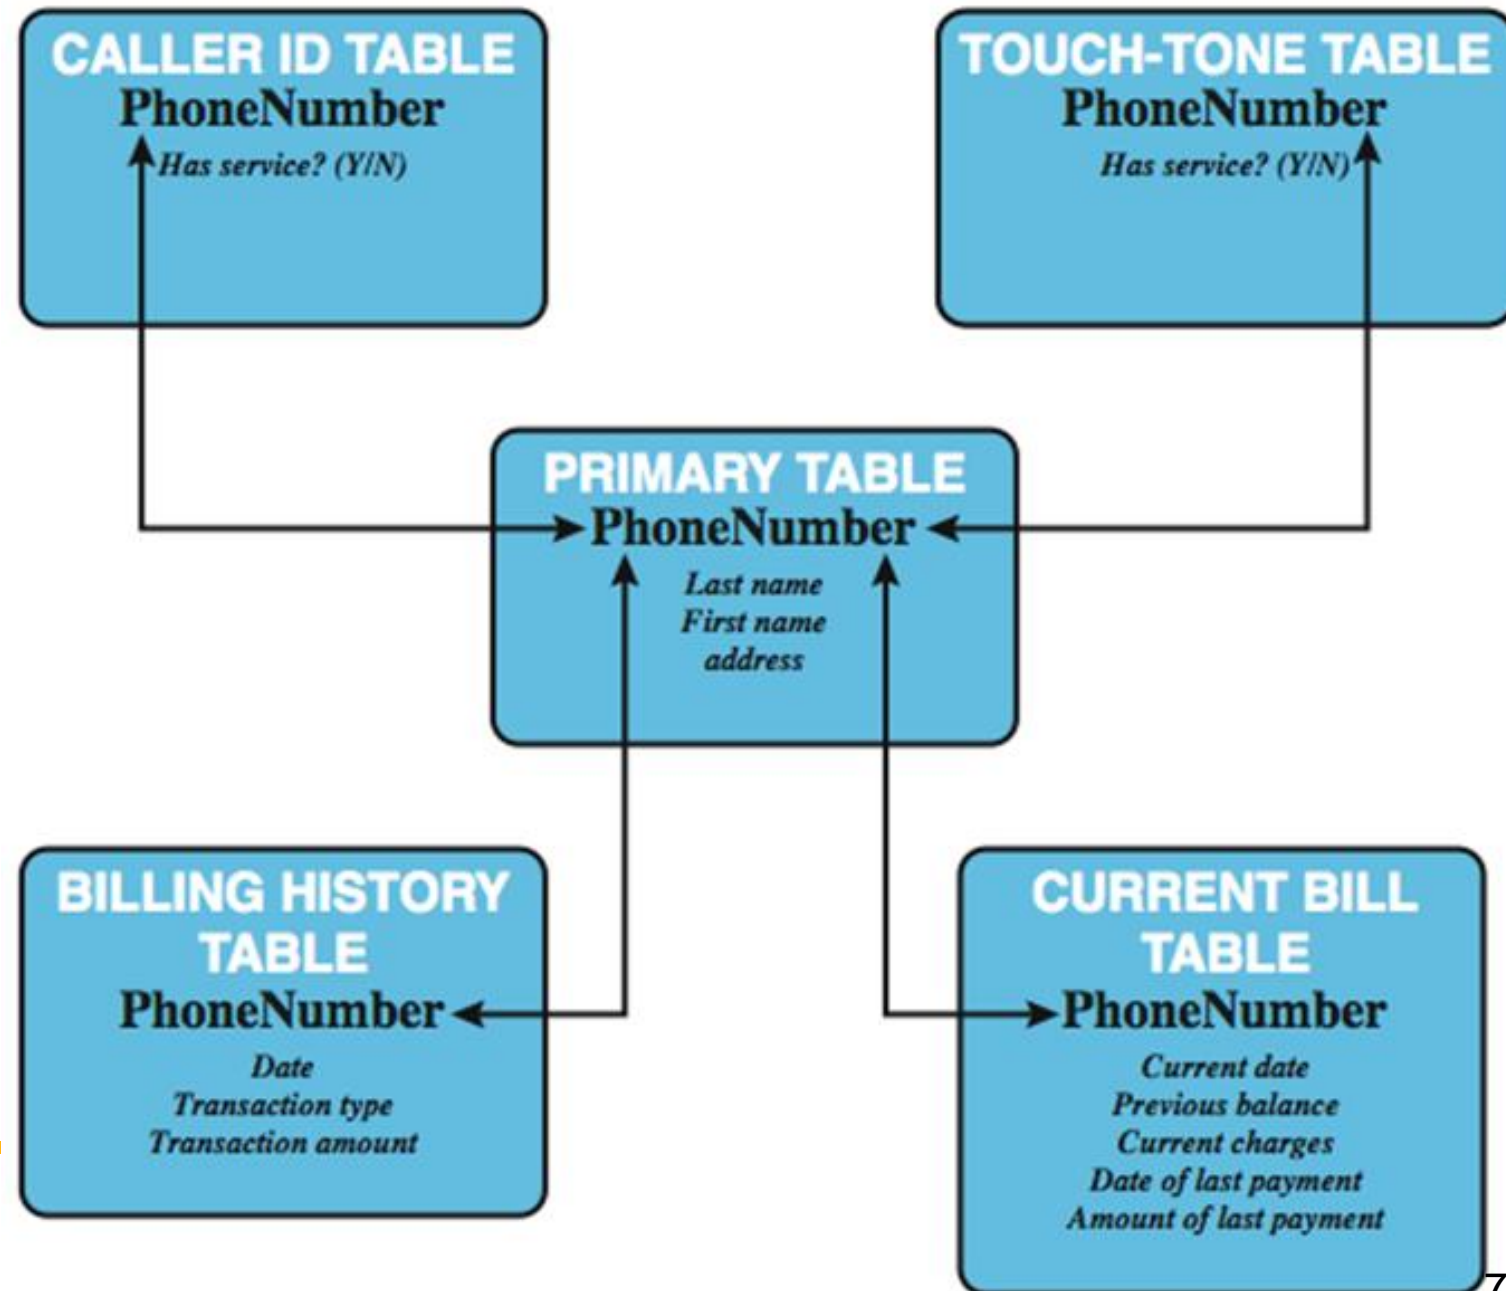 CALLER ID TABLE
PhoneNumber
Has service? (Y/N)
TOUCH-TONE TABLE
PhoneNumber
Has service? (Y/N)
PRIMARY TABLE
PhoneNumber
Last name
First name
address
BILLING HISTORY
TABLE
PhoneNumber
Date
Transaction type
Transaction amount
CURRENT BILL
TABLE
PhoneNumber
Current date
Previous balance
Current charges
Date of last payment
Amount of last payment
7